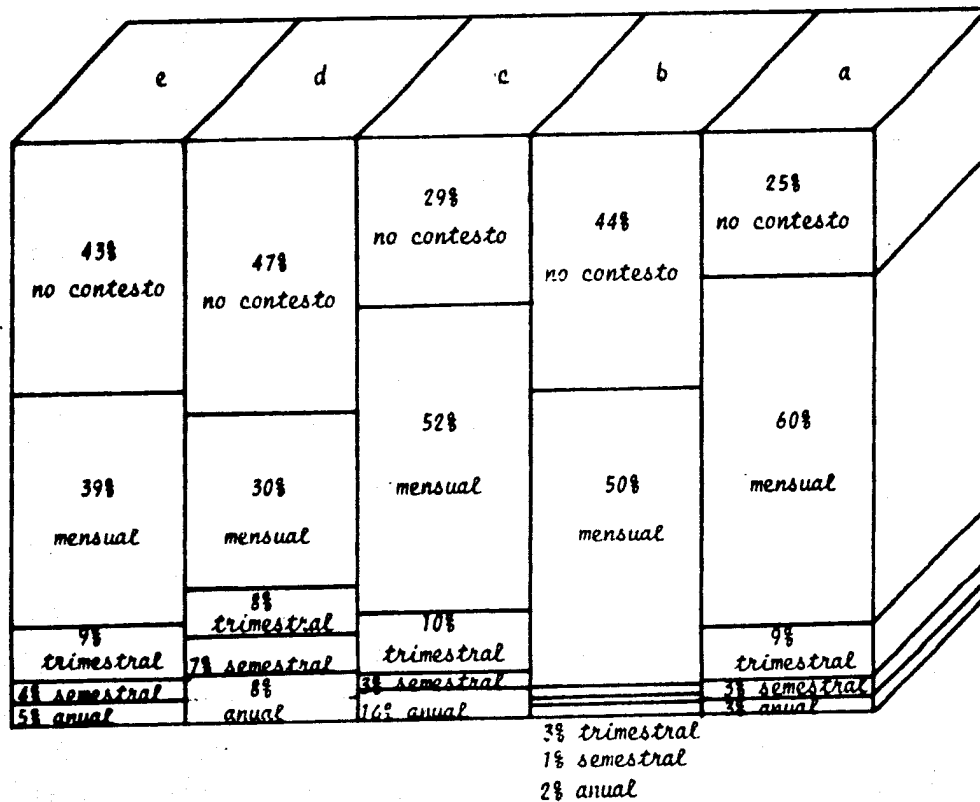 e
43%
no contesto
39%
mensual
9%
trimestral
4% semestral
5% anual
d
47%
no contesto
30%
mensual
8%
trimestral
7% semestral
8%
anual
c
29%
no contesto
52%
mensual
10%
trimestral
3% semestral
anual
b
44%
no contesto
50%
mensual
3% trimestral
1% semestral
2% anual
a
25%
no contesto
60%
mensual
9%
trimestral
3% semestral
3% anual